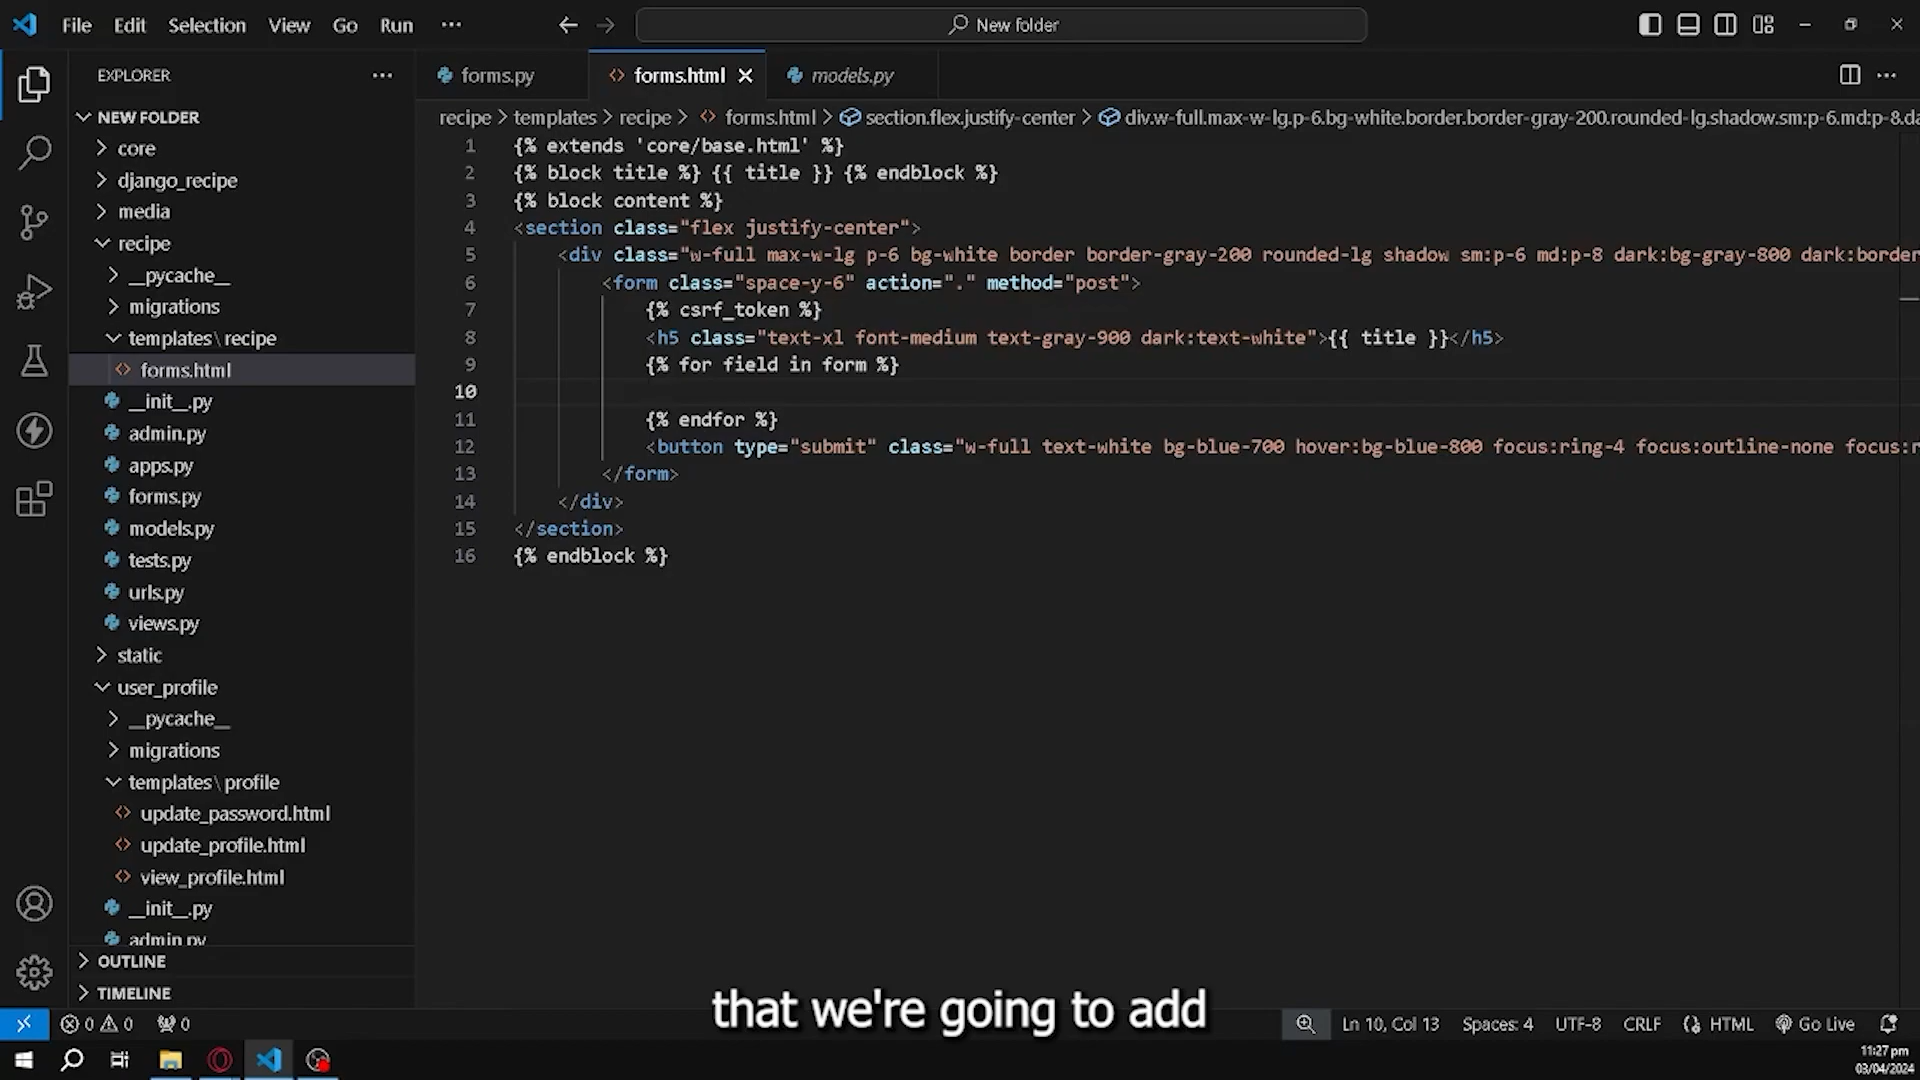 File Edit Selection View Go Run ··· New folder
EXPLORER ···
NEW FOLDER
core
django_recipe
media
recipe
__pycache__
migrations
templates\recipe
forms.html
__init__.py
admin.py
apps.py
forms.py
models.py
tests.py
urls.py
views.py
static
user_profile
__pycache__
migrations
templates\profile
update_password.html
update_profile.html
view_profile.html
__init__.py
admin.py
OUTLINE
TIMELINE
forms.py forms.html models.py
recipe > templates > recipe > forms.html > section.flex.justify-center > div.w-full.max-w-lg.p-6.bg-white.border.border-gray-200.rounded-lg.shadow.sm:p-6.md:p-8.da
1 {% extends 'core/base.html' %}
2 {% block title %} {{ title }} {% endblock %}
3 {% block content %}
4 <section class="flex justify-center">
5 <div class="w-full max-w-lg p-6 bg-white border border-gray-200 rounded-lg shadow sm:p-6 md:p-8 dark:bg-gray-800 dark:border
6 <form class="space-y-6" action="." method="post">
7 {% csrf_token %}
8 <h5 class="text-xl font-medium text-gray-900 dark:text-white">{{ title }}</h5>
9 {% for field in form %}
10
11 {% endfor %}
12 <button type="submit" class="w-full text-white bg-blue-700 hover:bg-blue-800 focus:ring-4 focus:outline-none focus:r
13 </form>
14 </div>
15 </section>
16 {% endblock %}
that we're going to add
0 0 0 Ln 10, Col 13 Spaces: 4 UTF-8 CRLF HTML Go Live
11:27 pm
03/04/2024